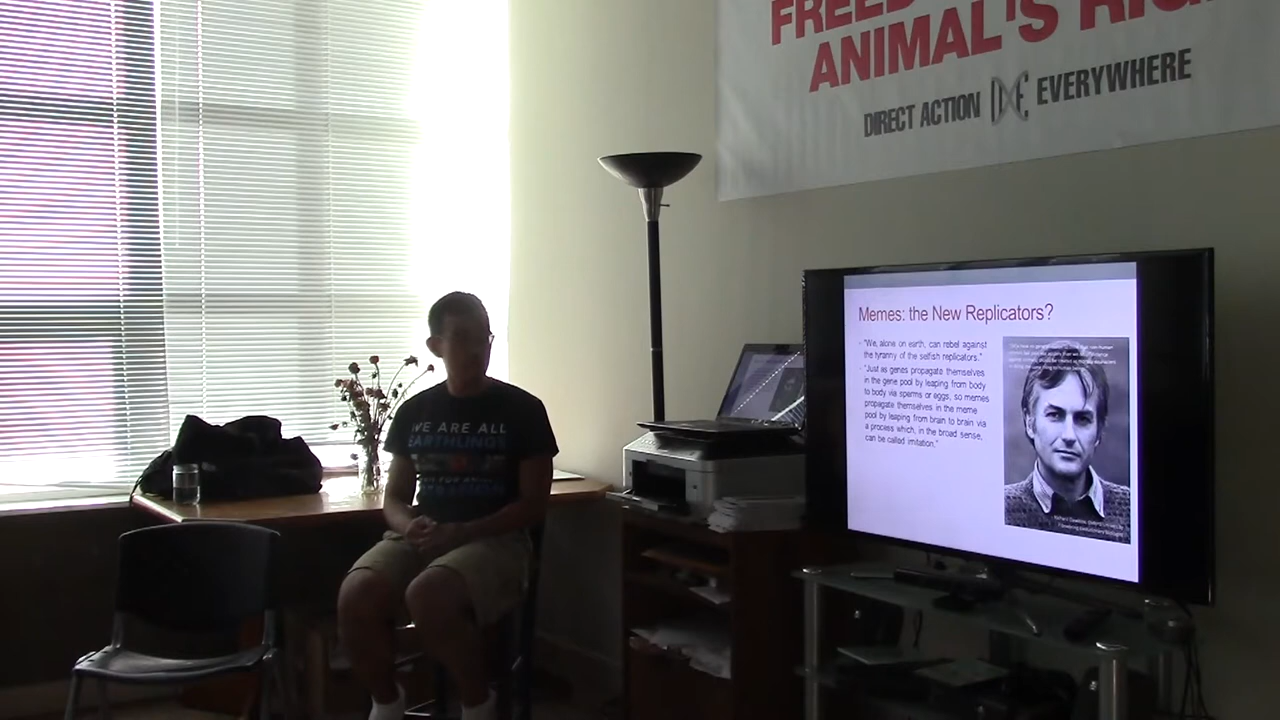 FREED
ANIMAL'S
DIRECT ACTION EVERYWHERE
WE ARE ALL
EARTHLINGS
Memes: the New Replicators?
- "We, alone on earth, can rebel against
the tyranny of the selfish replicators."
- "Just as genes propagate themselves
in the gene pool by leaping from body
to body via sperms or eggs, so memes
propagate themselves in the meme
pool by leaping from brain to brain via
a process which, in the broad sense,
can be called imitation."